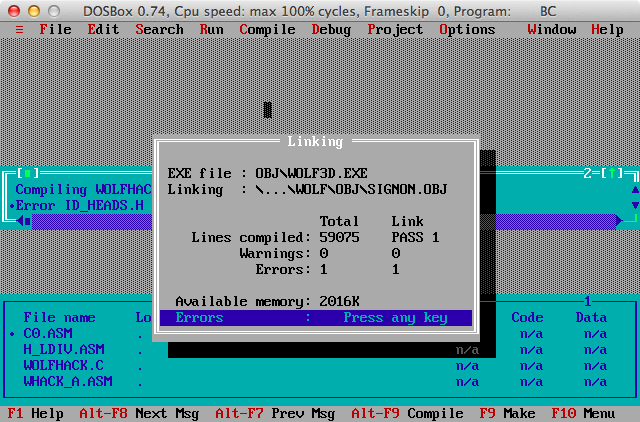 DOSBox 0.74, Cpu speed: max 100% cycles, Frameskip 0, Program: BC
≡ File Edit Search Run Compile Debug Project Options Window Help
Linking
EXE file : OBJ\WOLF3D.EXE
Linking : \...\WOLF\OBJ\SIGNON.OBJ
Total Link
Lines compiled: 59075 PASS 1
Warnings: 0 0
Errors: 1 1
Available memory: 2016K
Errors : Press any key
[■] 2=[↑]
Compiling WOLFHAC
•Error ID_HEADS.H
1
File name Lo Code Data
• C0.ASM . n/a n/a
H_LDIV.ASM . n/a n/a n/a
WOLFHACK.C . n/a n/a
WHACK_A.ASM . n/a n/a n/a
F1 Help Alt-F8 Next Msg Alt-F7 Prev Msg Alt-F9 Compile F9 Make F10 Menu